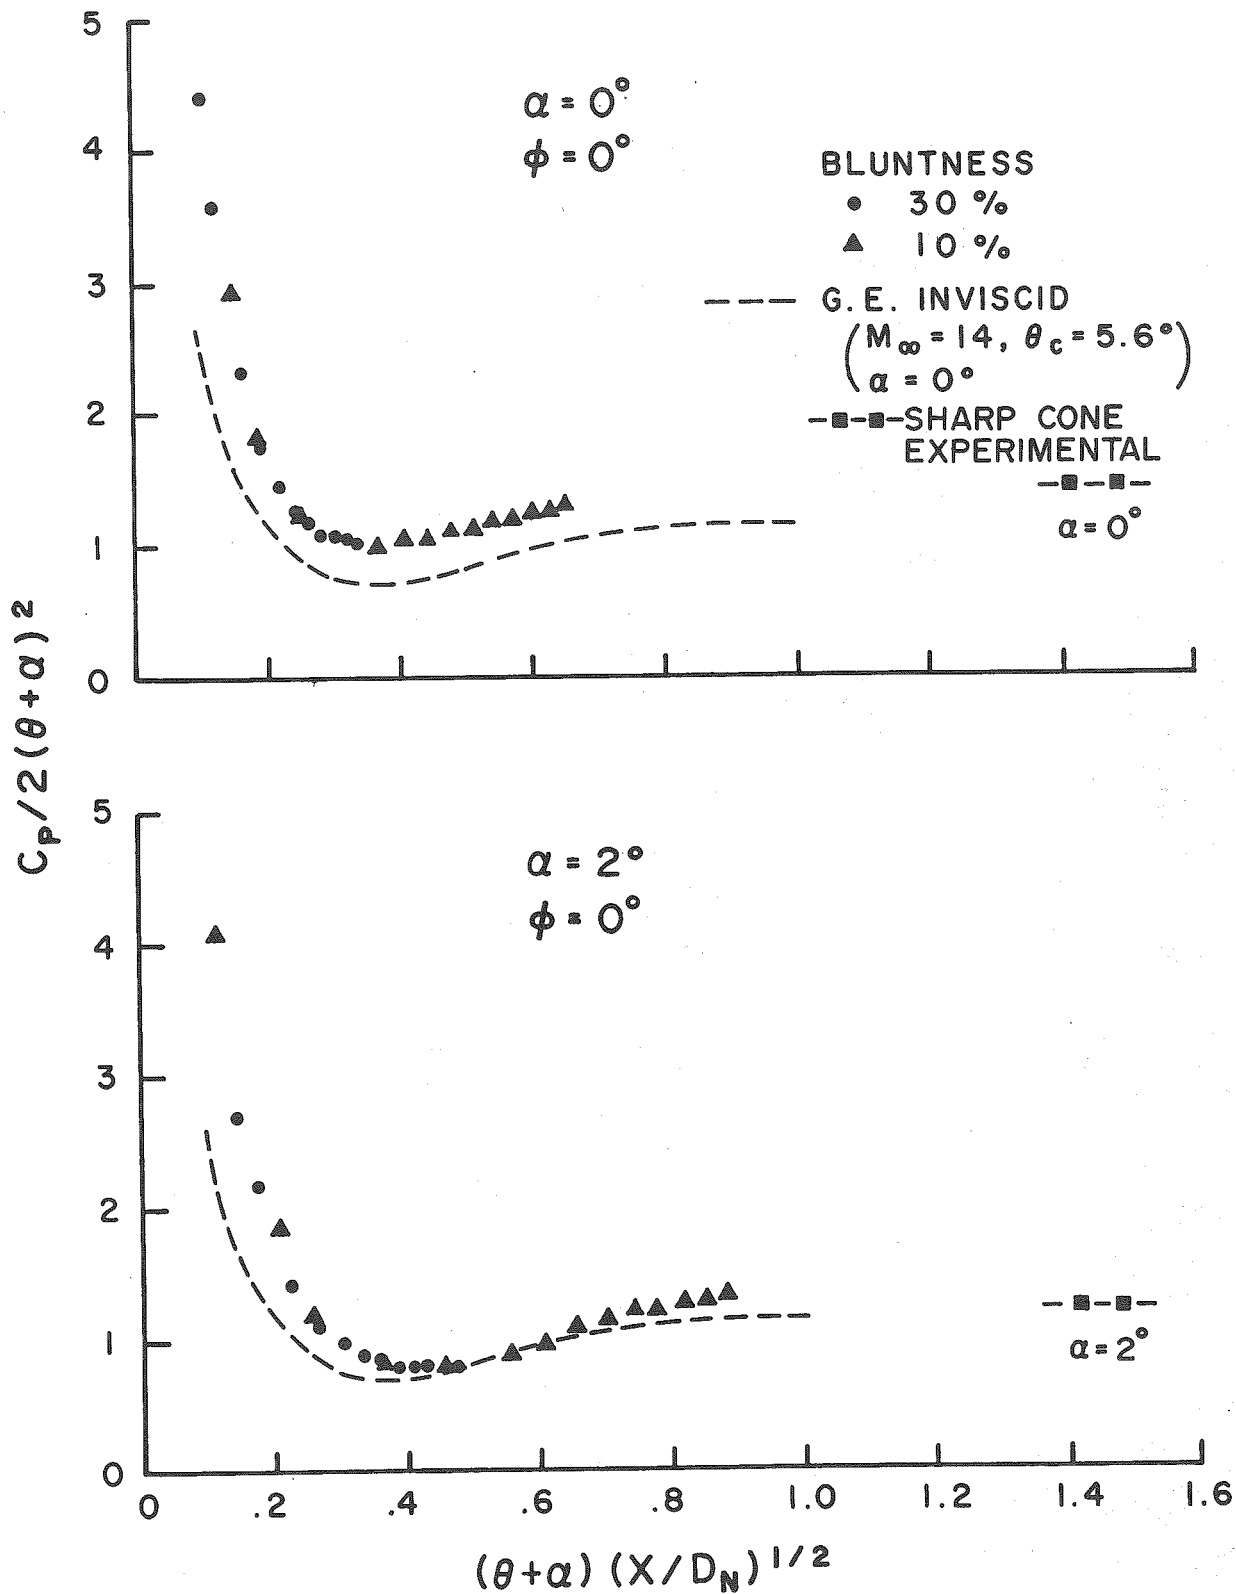 5
4
3
2
1
0
α = 0°
φ = 0°
BLUNTNESS
30 %
10 %
G.E. INVISCID
(M∞ = 14, θc = 5.6°
α = 0°)
SHARP CONE
EXPERIMENTAL
α = 0°
Cp/2(θ+α)²
5
4
3
2
1
0
α = 2°
φ = 0°
α = 2°
0 .2 .4 .6 .8 1.0 1.2 1.4 1.6
(θ+α)(X/DN)1/2